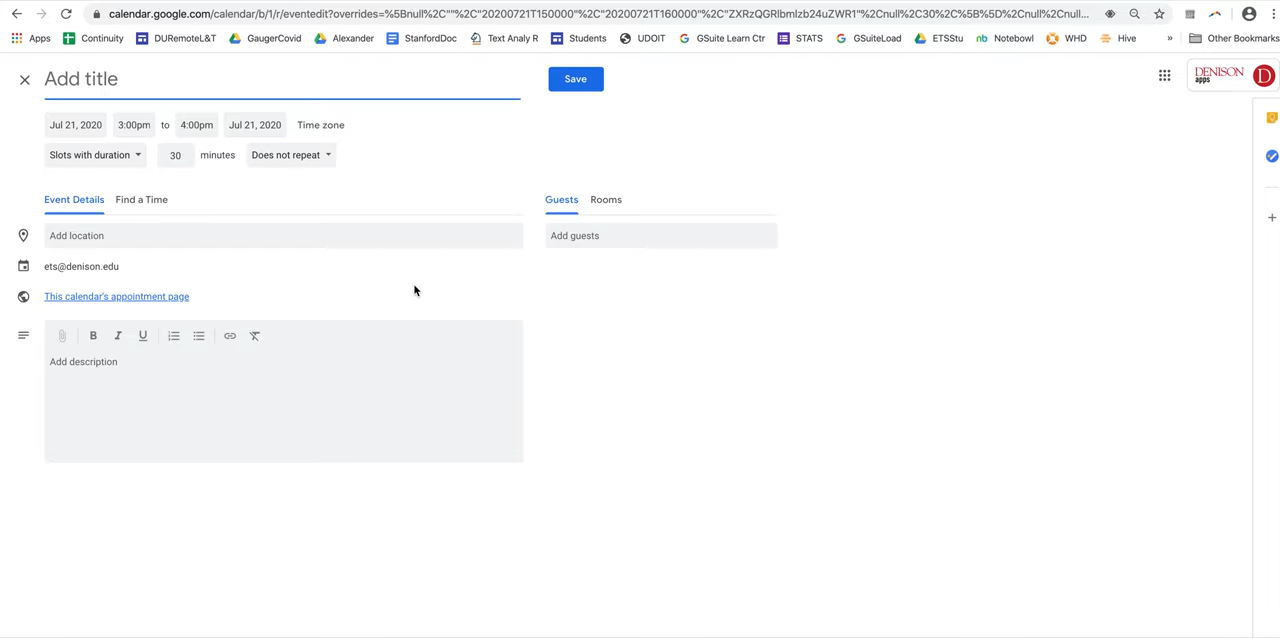 calendar.google.com/calendar/b/1/r/eventedit?overrides=%5Bnull%2C""%2C"20200721T150000"%2C"20200721T160000"%2C"ZXRzQGRlbmlzb24uZWR1"%2Cnull%2C30%2C%5B%5D%2Cnull%2Cnull%2Cnull...
Apps Continuity DURemoteL&T GaugerCovid Alexander StanfordDoc Text Analy R Students UDOIT GSuite Learn Ctr STATS GSuiteLoad ETSStu nb Notebowl WHD Hive » Other Bookmarks
Add title Save DENISON apps D
Jul 21, 2020 3:00pm to 4:00pm Jul 21, 2020 Time zone
Slots with duration 30 minutes Does not repeat
Event Details Find a Time Guests Rooms
Add location Add guests
ets@denison.edu
This calendar's appointment page
B I U
Add description